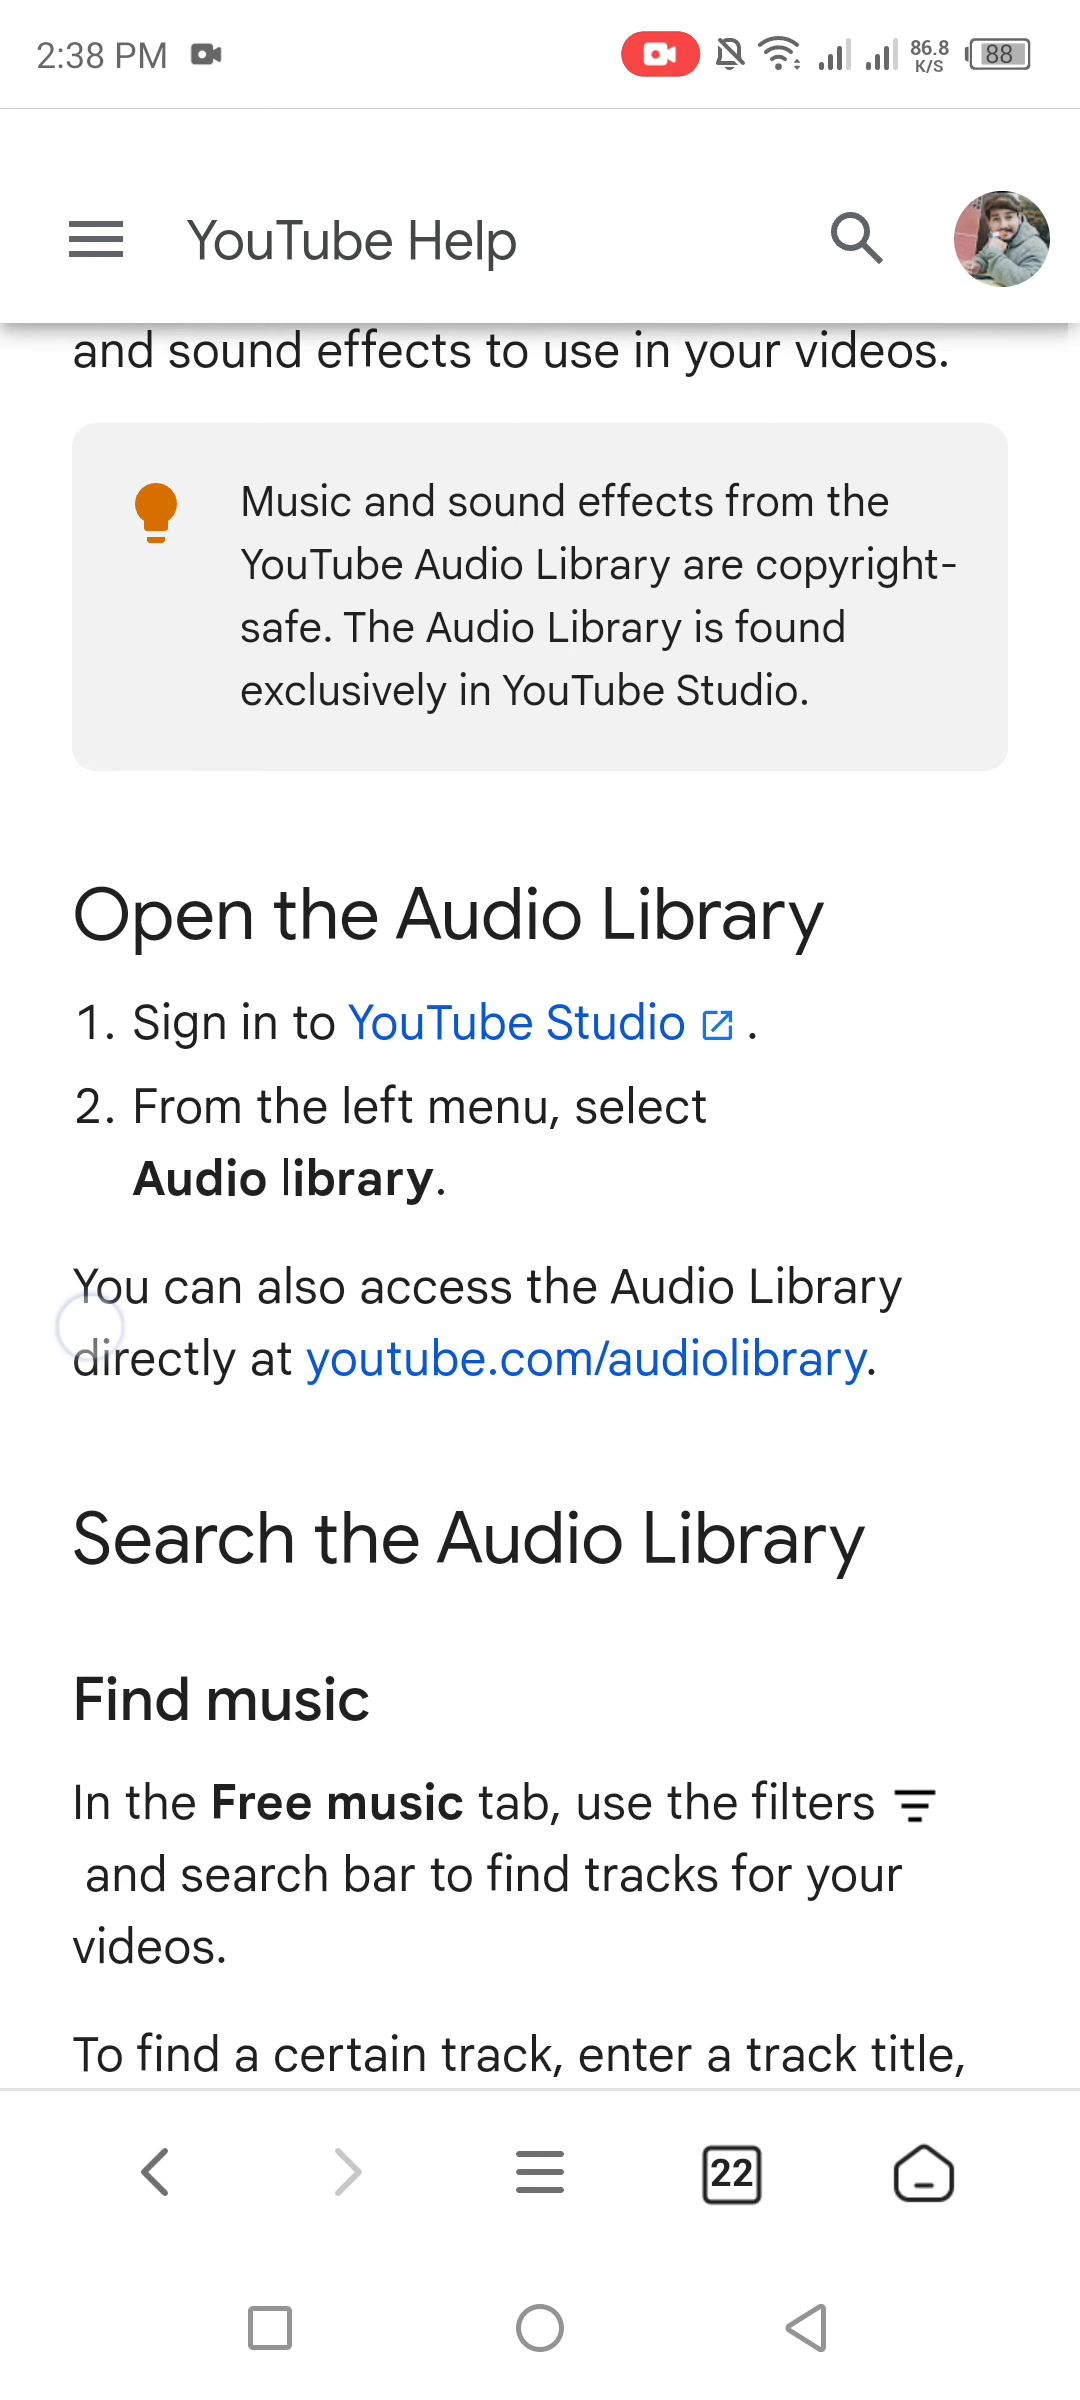 2:38 PM
86.8
K/S
88
YouTube Help
and sound effects to use in your videos.
Music and sound effects from the
YouTube Audio Library are copyright-
safe. The Audio Library is found
exclusively in YouTube Studio.
Open the Audio Library
1. Sign in to YouTube Studio .
2. From the left menu, select
Audio library.
You can also access the Audio Library
directly at youtube.com/audiolibrary.
Search the Audio Library
Find music
In the Free music tab, use the filters
and search bar to find tracks for your
videos.
To find a certain track, enter a track title,
22